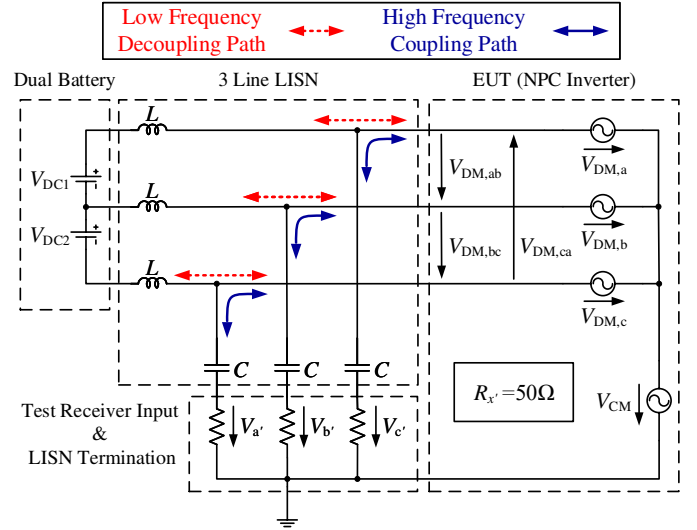 Low Frequency
Decoupling Path
High Frequency
Coupling Path
Dual Battery
3 Line LISN
EUT (NPC Inverter)
L
V_DC1
V_DM,ab
V_DM,a
L
V_DC2
V_DM,bc
V_DM,ca
V_DM,b
L
V_DM,c
C
C
C
R_x' =50Ω
V_CM
Test Receiver Input
&
LISN Termination
V_a'
V_b'
V_c'